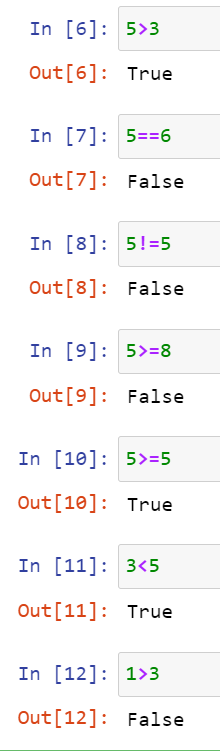 In [6]: 5>3
Out[6]: True
In [7]: 5==6
Out[7]: False
In [8]: 5!=5
Out[8]: False
In [9]: 5>=8
Out[9]: False
In [10]: 5>=5
Out[10]: True
In [11]: 3<5
Out[11]: True
In [12]: 1>3
Out[12]: False